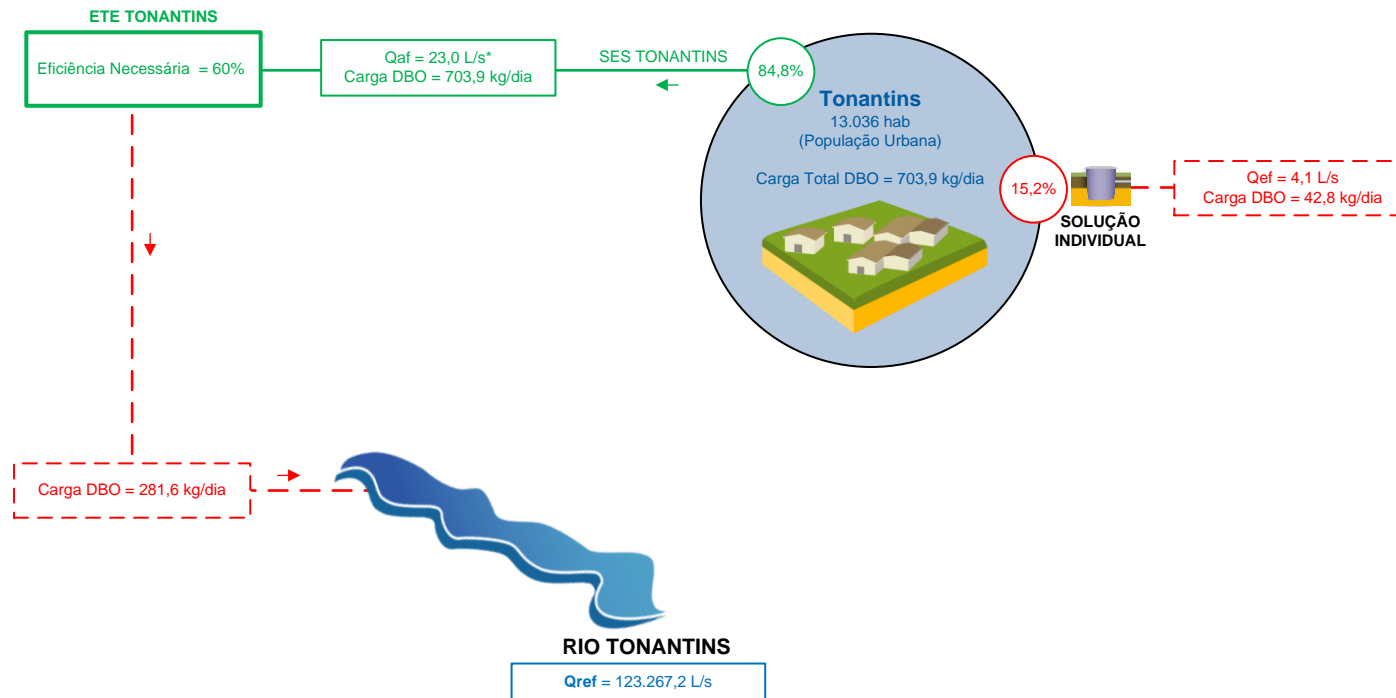 ETE TONANTINS
Eficiência Necessária = 60%
Qaf = 23,0 L/s*
Carga DBO = 703,9 kg/dia
SES TONANTINS
84,8%
Tonantins
13.036 hab
(População Urbana)
Carga Total DBO = 703,9 kg/dia
15,2%
SOLUÇÃO
INDIVIDUAL
Qef = 4,1 L/s
Carga DBO = 42,8 kg/dia
Carga DBO = 281,6 kg/dia
RIO TONANTINS
Qref = 123.267,2 L/s